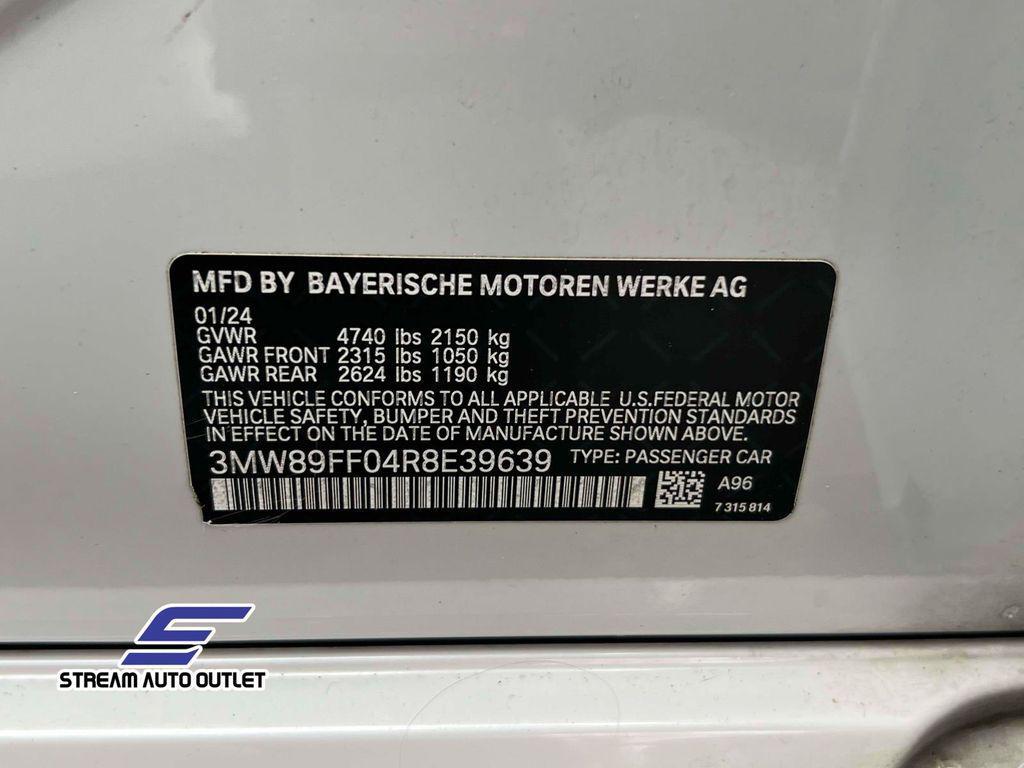 MFD BY BAYERISCHE MOTOREN WERKE AG
01/24
GVWR 4740 lbs 2150 kg
GAWR FRONT 2315 lbs 1050 kg
GAWR REAR 2624 lbs 1190 kg
THIS VEHICLE CONFORMS TO ALL APPLICABLE U.S.FEDERAL MOTOR
VEHICLE SAFETY, BUMPER AND THEFT PREVENTION STANDARDS
IN EFFECT ON THE DATE OF MANUFACTURE SHOWN ABOVE.
3MW89FF04R8E39639 TYPE: PASSENGER CAR
A96
7 315 814
STREAM AUTO OUTLET